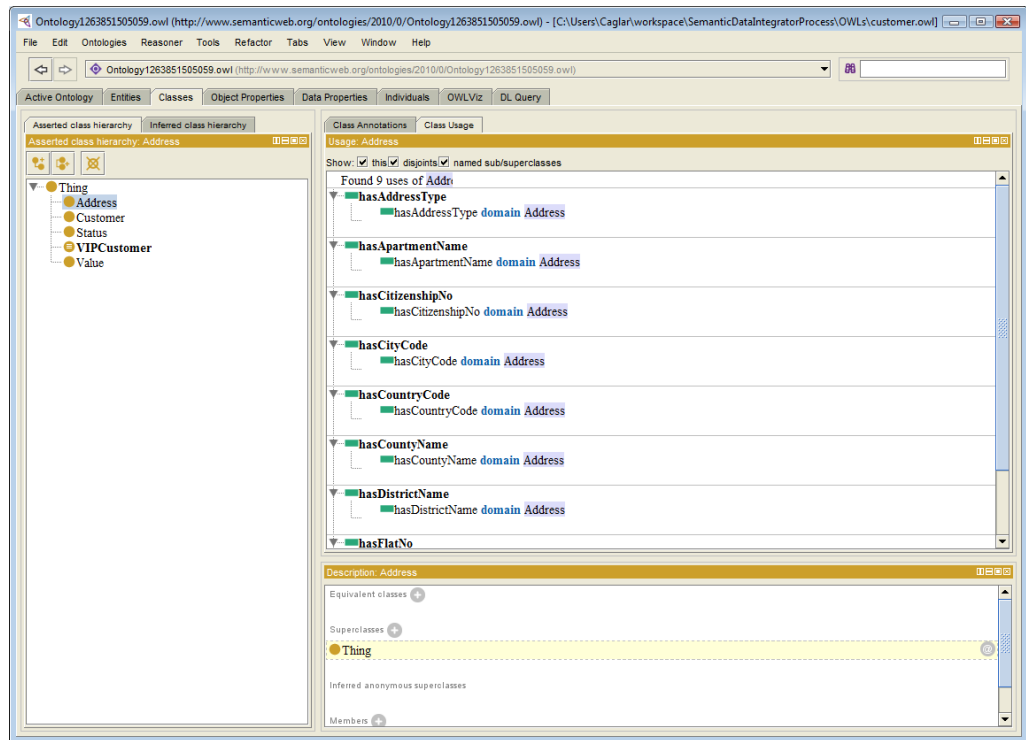 Ontology1263851505059.owl (http://www.semanticweb.org/ontologies/2010/0/Ontology1263851505059.owl) - [C:\Users\Caglar\workspace\SemanticDataIntegratorProcess\OWLs\customer.owl]
File Edit Ontologies Reasoner Tools Refactor Tabs View Window Help
Ontology1263851505059.owl (http://www.semanticweb.org/ontologies/2010/0/Ontology1263851505059.owl)
Active Ontology Entities Classes Object Properties Data Properties Individuals OWLViz DL Query
Asserted class hierarchy Inferred class hierarchy
Asserted class hierarchy: Address
Thing
Address
Customer
Status
VIPCustomer
Value
Class Annotations Class Usage
Usage: Address
Show: this disjoints named sub/superclasses
Found 9 uses of Addr
hasAddressType
hasAddressType domain Address
hasApartmentName
hasApartmentName domain Address
hasCitizenshipNo
hasCitizenshipNo domain Address
hasCityCode
hasCityCode domain Address
hasCountryCode
hasCountryCode domain Address
hasCountyName
hasCountyName domain Address
hasDistrictName
hasDistrictName domain Address
hasFlatNo
Description: Address
Equivalent classes
Superclasses
Thing
Inferred anonymous superclasses
Members